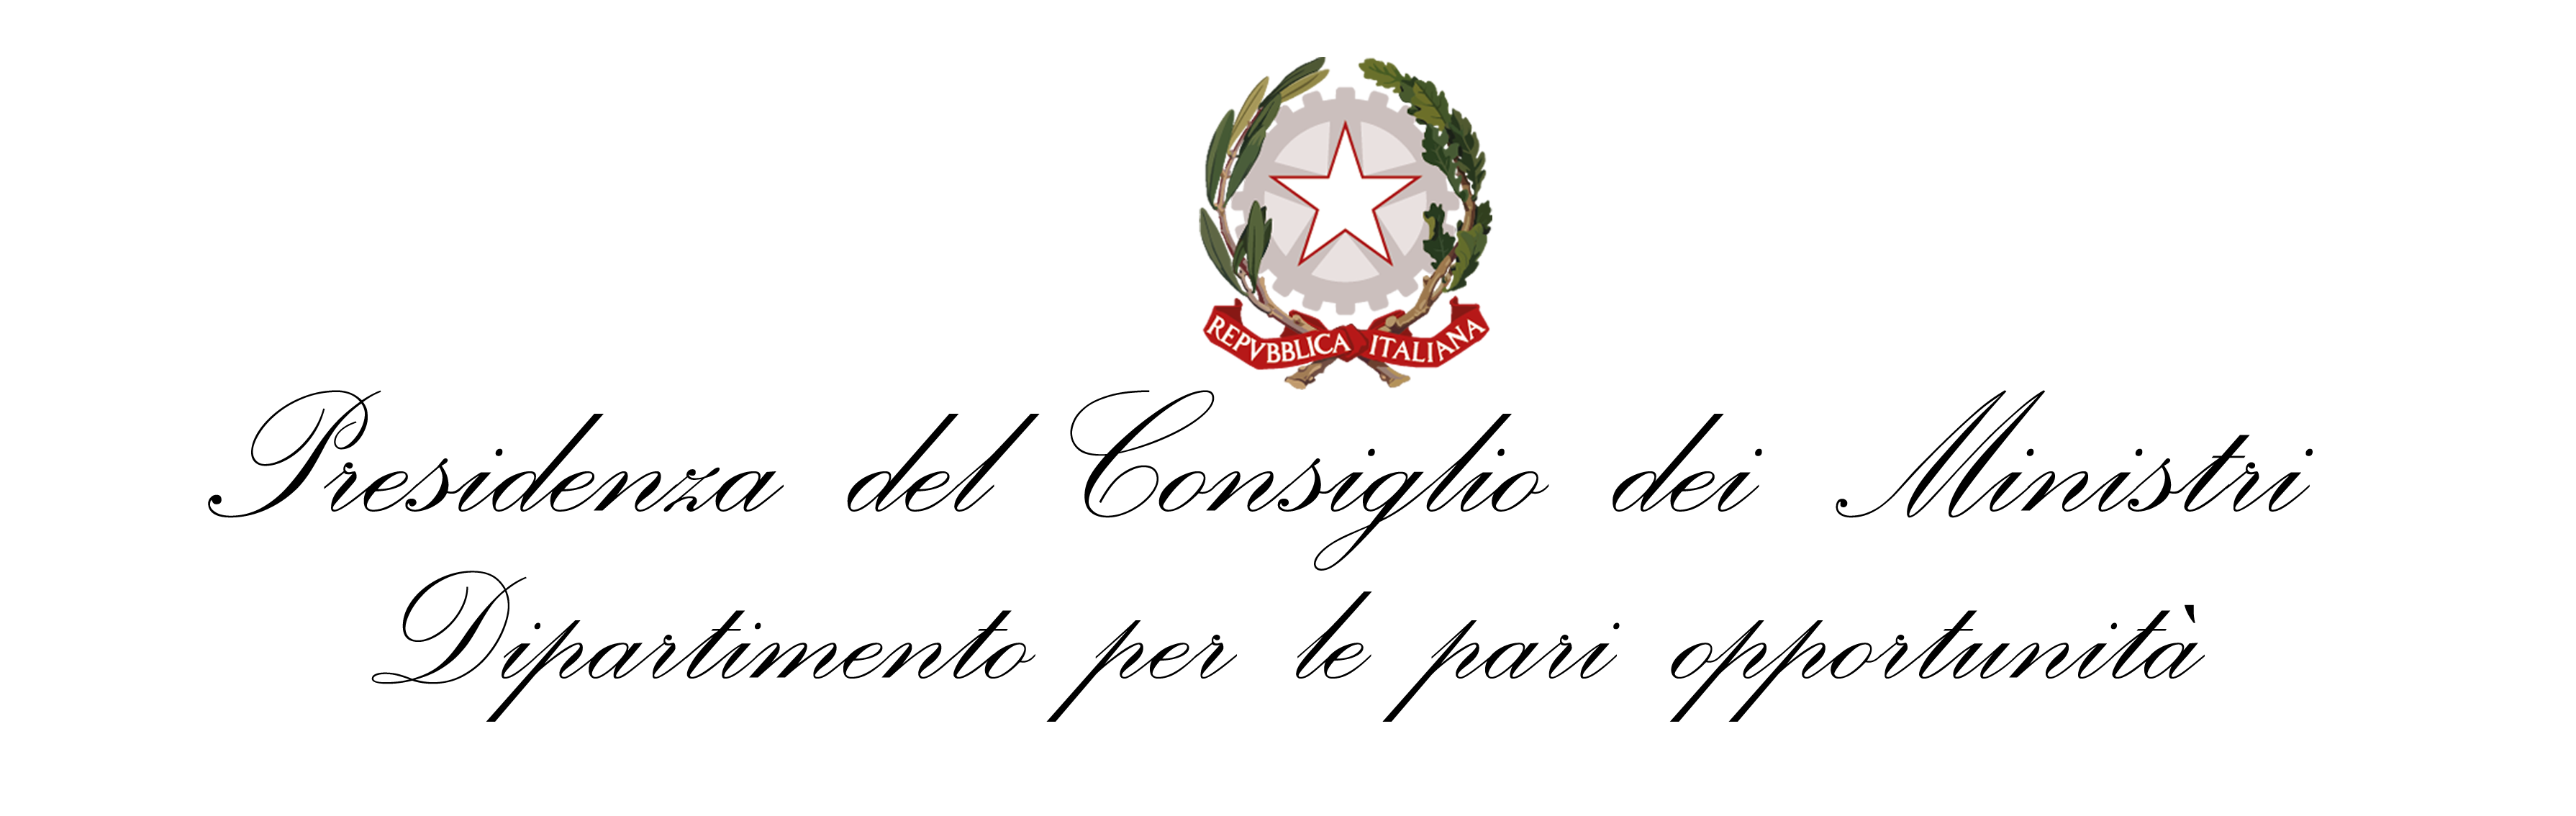 REPVBBLICA ITALIANA
Presidenza del Consiglio dei Ministri
Dipartimento per le pari opportunità